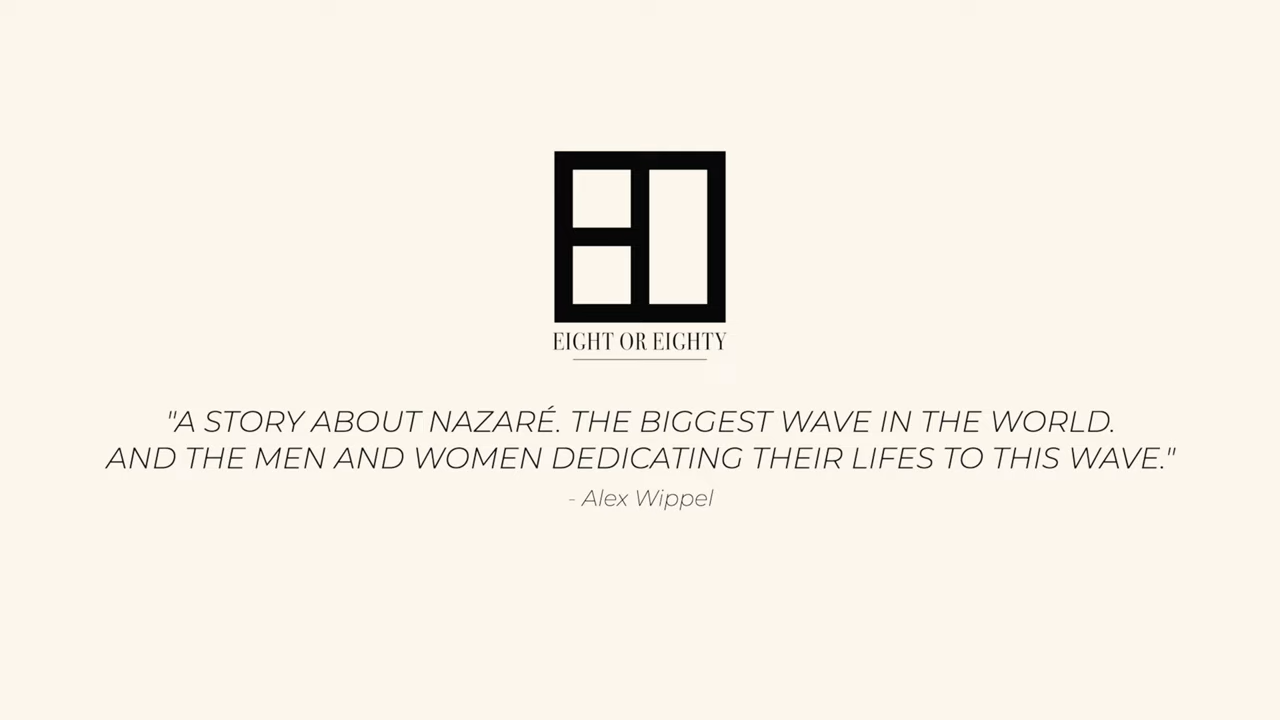 EIGHT OR EIGHTY
"A STORY ABOUT NAZARÉ. THE BIGGEST WAVE IN THE WORLD.
AND THE MEN AND WOMEN DEDICATING THEIR LIFES TO THIS WAVE."
- Alex Wippel